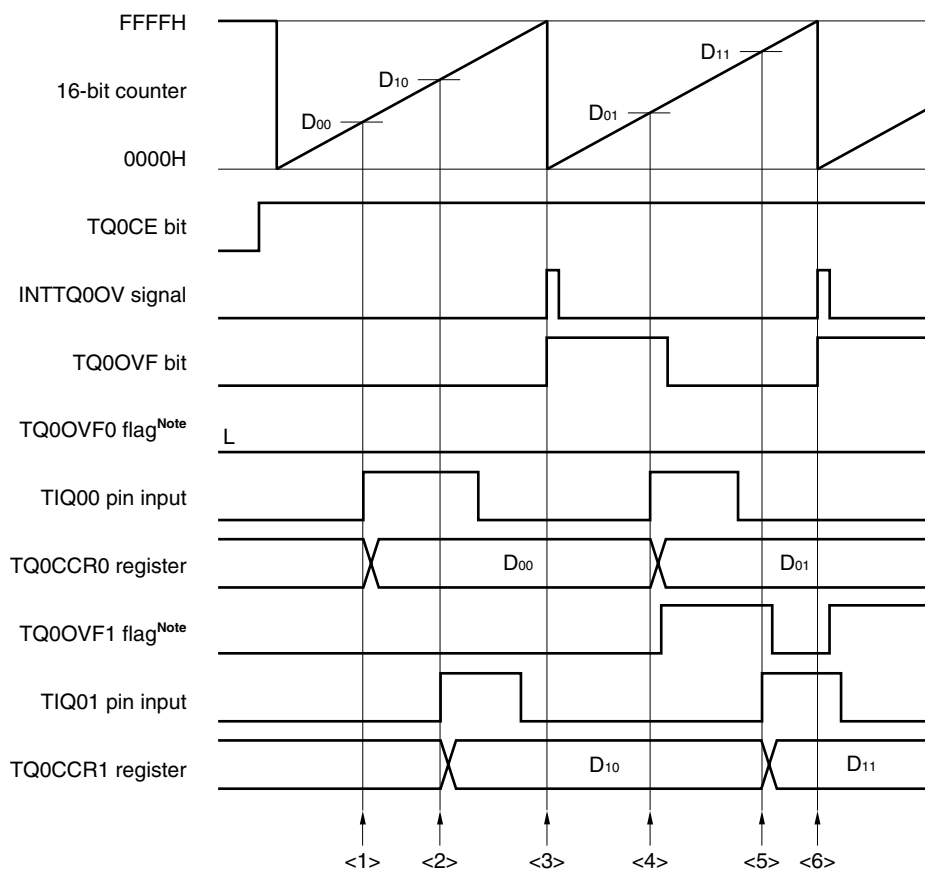 FFFFH
16-bit counter
0000H
D00
D10
D01
D11
TQ0CE bit
INTTQ0OV signal
TQ0OVF bit
TQ0OVF0 flagNote
L
TIQ00 pin input
TQ0CCR0 register
D00
D01
TQ0OVF1 flagNote
TIQ01 pin input
TQ0CCR1 register
D10
D11
<1> <2> <3> <4> <5> <6>